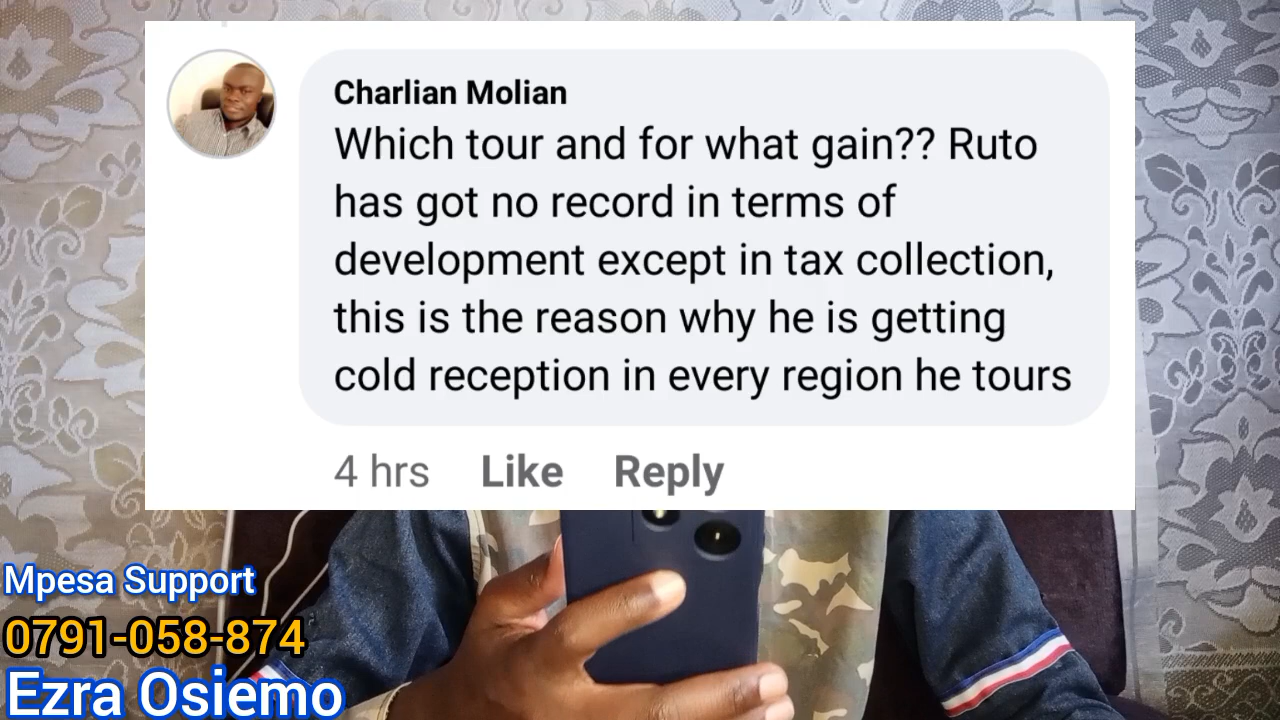 Charlian Molian
Which tour and for what gain?? Ruto
has got no record in terms of
development except in tax collection,
this is the reason why he is getting
cold reception in every region he tours
4 hrs Like Reply
Mpesa Support
0791-058-874
Ezra Osiemo